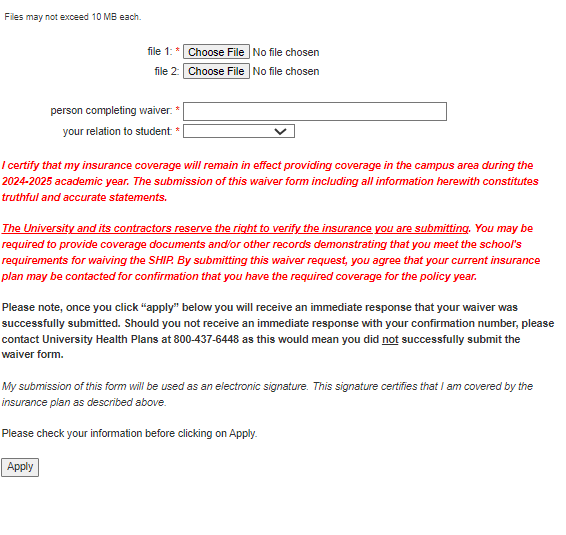 Files may not exceed 10 MB each.
file 1: * Choose File No file chosen
file 2: Choose File No file chosen
person completing waiver: *
your relation to student: *
I certify that my insurance coverage will remain in effect providing coverage in the campus area during the
2024-2025 academic year. The submission of this waiver form including all information herewith constitutes
truthful and accurate statements.
The University and its contractors reserve the right to verify the insurance you are submitting. You may be
required to provide coverage documents and/or other records demonstrating that you meet the school's
requirements for waiving the SHIP. By submitting this waiver request, you agree that your current insurance
plan may be contacted for confirmation that you have the required coverage for the policy year.
Please note, once you click “apply” below you will receive an immediate response that your waiver was
successfully submitted. Should you not receive an immediate response with your confirmation number, please
contact University Health Plans at 800-437-6448 as this would mean you did not successfully submit the
waiver form.
My submission of this form will be used as an electronic signature. This signature certifies that I am covered by the
insurance plan as described above.
Please check your information before clicking on Apply.
Apply